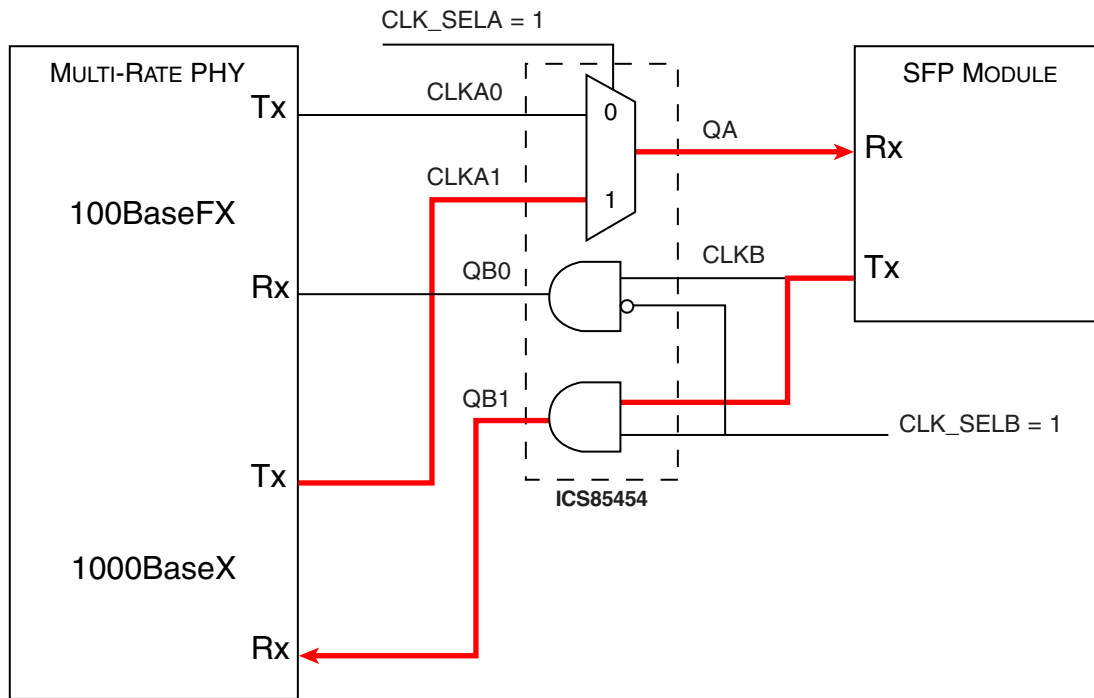 CLK_SELA = 1
MULTI-RATE PHY
SFP MODULE
Tx
CLKA0
0
QA
Rx
CLKA1
1
100BaseFX
QB0
CLKB
Tx
Rx
QB1
CLK_SELB = 1
Tx
ICS85454
1000BaseX
Rx